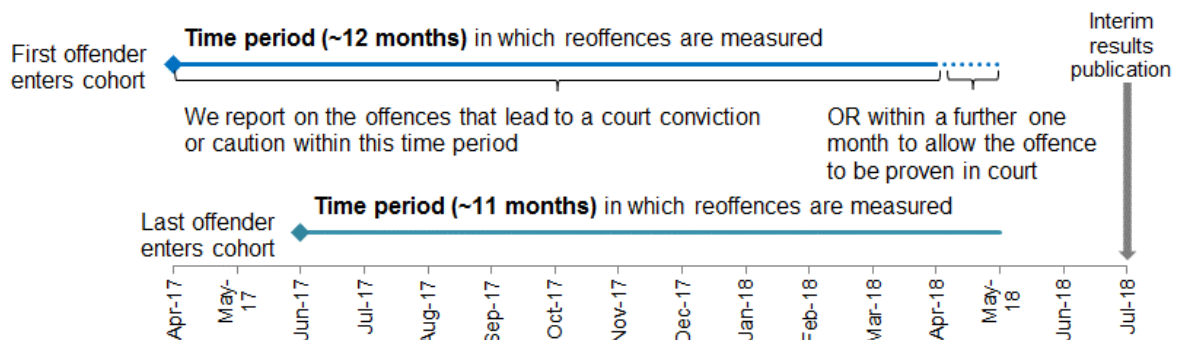 Time period (~12 months) in which reoffences are measured
First offender
enters cohort
Interim
results
publication
We report on the offences that lead to a court conviction
or caution within this time period
OR within a further one
month to allow the offence
to be proven in court
Time period (~11 months) in which reoffences are measured
Last offender
enters cohort
Apr-17
May-
17
Jun-17
Jul-17
Aug-17
Sep-17
Oct-17
Nov-17
Dec-17
Jan-18
Feb-18
Mar-18
Apr-18
May-
18
Jun-18
Jul-18